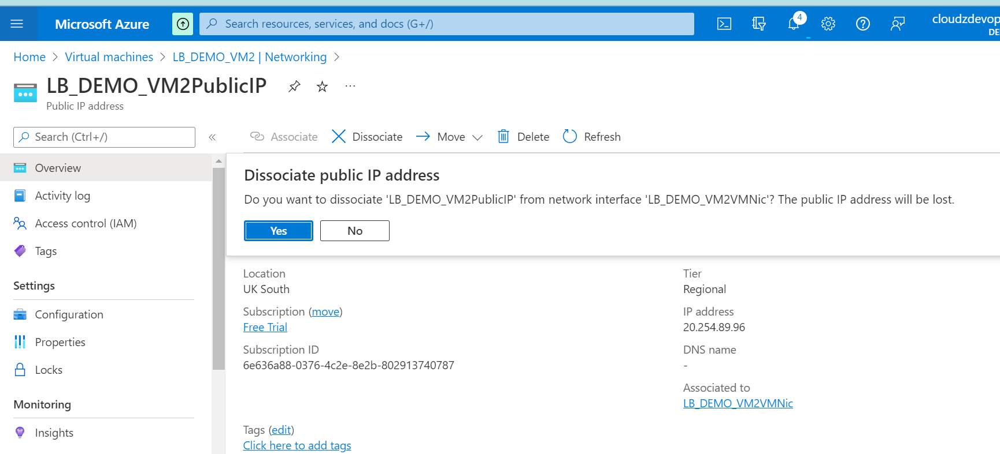 Microsoft Azure
Search resources, services, and docs (G+/)
4
cloudzdevop
DE
Home > Virtual machines > LB_DEMO_VM2 | Networking >
LB_DEMO_VM2PublicIP
Public IP address
Search (Ctrl+/)
Associate
Dissociate
Move
Delete
Refresh
Overview
Activity log
Access control (IAM)
Tags
Settings
Configuration
Properties
Locks
Monitoring
Insights
Dissociate public IP address
Do you want to dissociate 'LB_DEMO_VM2PublicIP' from network interface 'LB_DEMO_VM2VMNic'? The public IP address will be lost.
Yes
No
Location
UK South
Subscription (move)
Free Trial
Subscription ID
6e636a88-0376-4c2e-8e2b-802913740787
Tier
Regional
IP address
20.254.89.96
DNS name
-
Associated to
LB_DEMO_VM2VMNic
Tags (edit)
Click here to add tags